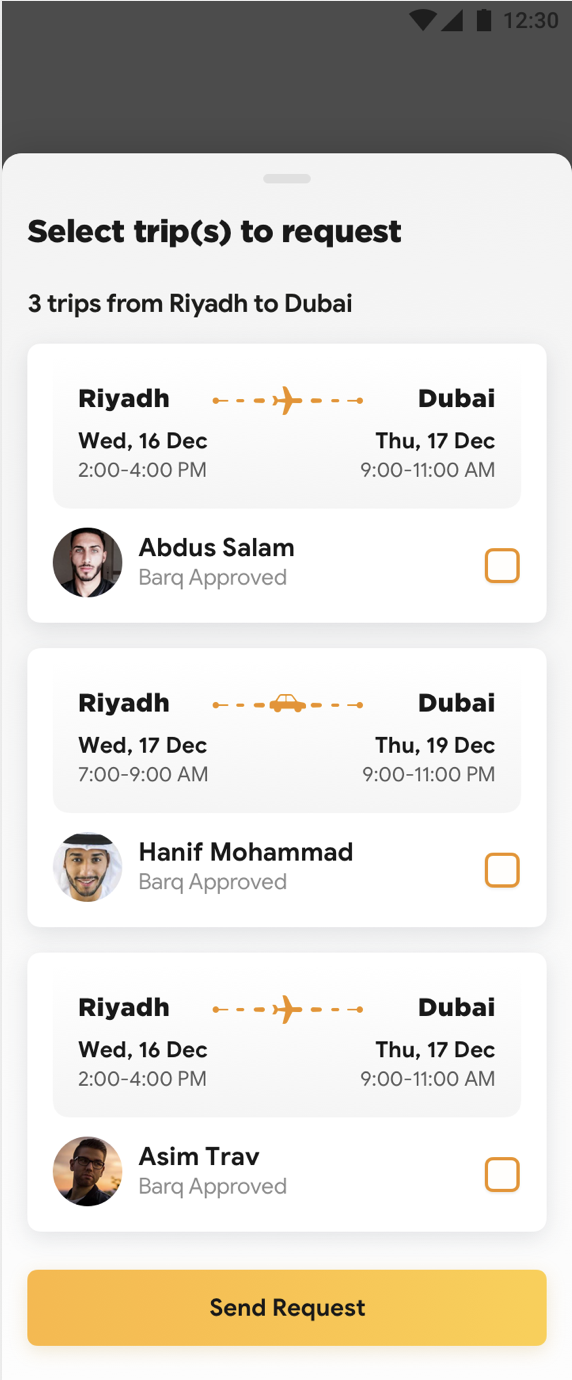 12:30
Select trip(s) to request
3 trips from Riyadh to Dubai
Riyadh Dubai
Wed, 16 Dec Thu, 17 Dec
2:00-4:00 PM 9:00-11:00 AM
Abdus Salam
Barq Approved
Riyadh Dubai
Wed, 17 Dec Thu, 19 Dec
7:00-9:00 AM 9:00-11:00 PM
Hanif Mohammad
Barq Approved
Riyadh Dubai
Wed, 16 Dec Thu, 17 Dec
2:00-4:00 PM 9:00-11:00 AM
Asim Trav
Barq Approved
Send Request